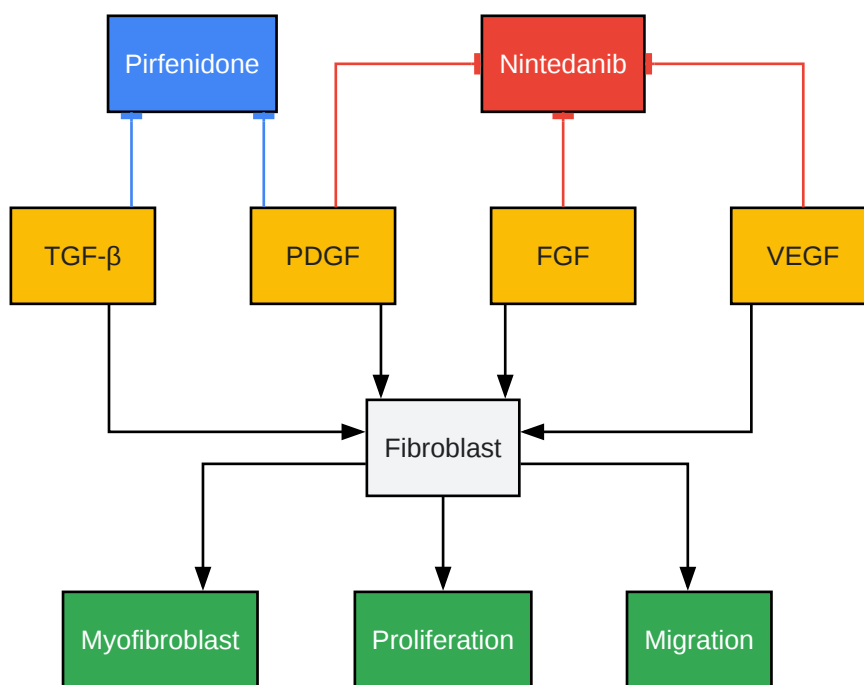 Pirfenidone
Nintedanib
TGF-β
PDGF
FGF
VEGF
Fibroblast
Myofibroblast
Proliferation
Migration